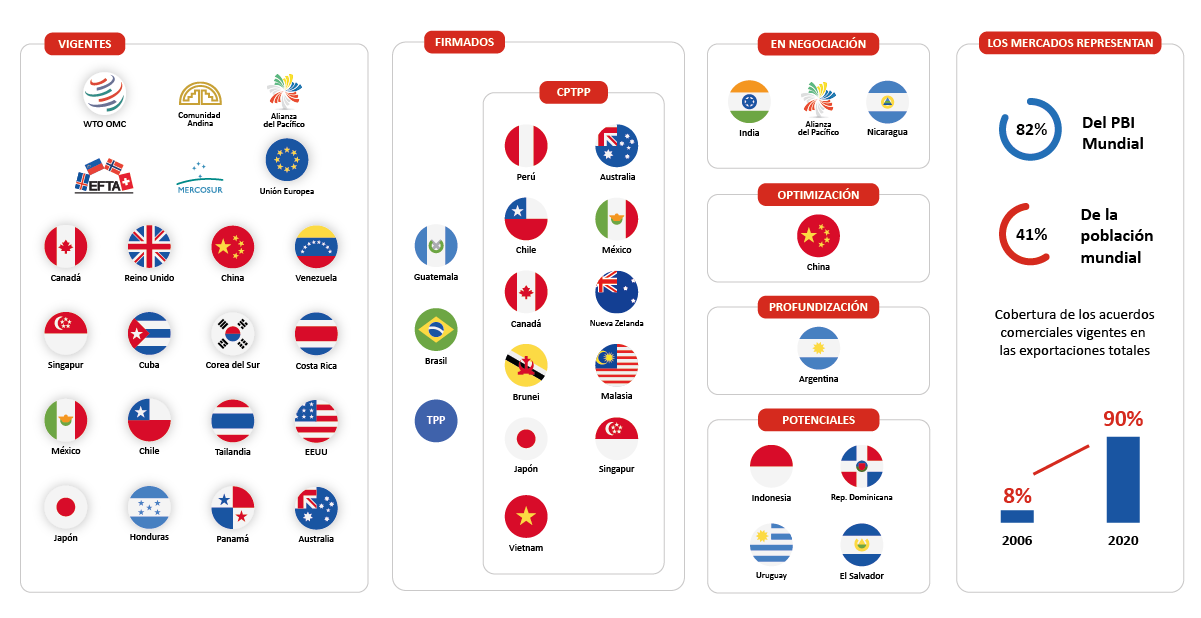 VIGENTES
WTO OMC
Comunidad
Andina
Alianza
del Pacífico
EFTA
MERCOSUR
Unión Europea
Canadá
Reino Unido
China
Venezuela
Singapur
Cuba
Corea del Sur
Costa Rica
México
Chile
Tailandia
EEUU
Japón
Honduras
Panamá
Australia
FIRMADOS
Guatemala
Brasil
TPP
CPTPP
Perú
Australia
Chile
México
Canadá
Nueva Zelanda
Brunei
Malasia
Japón
Singapur
Vietnam
EN NEGOCIACIÓN
India
Alianza
del Pacífico
Nicaragua
OPTIMIZACIÓN
China
PROFUNDIZACIÓN
Argentina
POTENCIALES
Indonesia
Rep. Dominicana
Uruguay
El Salvador
LOS MERCADOS REPRESENTAN
82%
Del PBI
Mundial
41%
De la
población
mundial
Cobertura de los acuerdos
comerciales vigentes en
las exportaciones totales
8%
90%
2006
2020